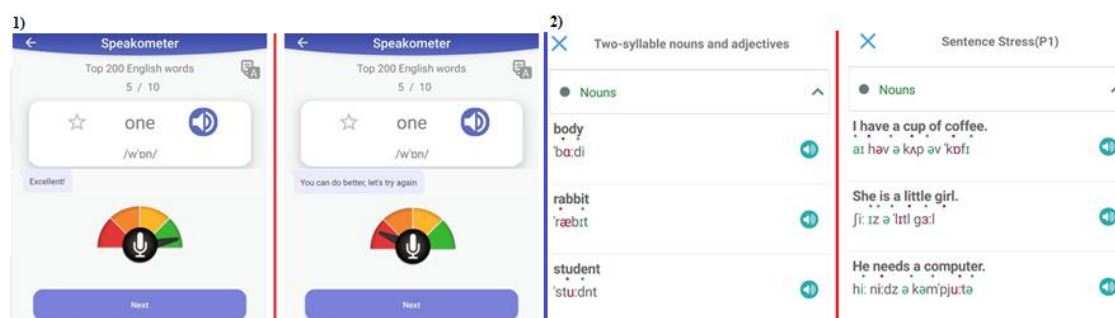 1)
Speakometer
Top 200 English words
5 / 10
one
/wˈɒn/
Excellent!
Next
Speakometer
Top 200 English words
5 / 10
one
/wˈɒn/
You can do better, let's try again
Next
2)
Two-syllable nouns and adjectives
Nouns
body
ˈbɑːdi
rabbit
ˈræbɪt
student
ˈstuːdnt
Sentence Stress(P1)
Nouns
I have a cup of coffee.
aɪ həv ə kʌp əv ˈkɒfɪ
She is a little girl.
ʃiː ɪz ə ˈlɪtl gɜːl
He needs a computer.
hiː niːdz ə kəmˈpjuːtə